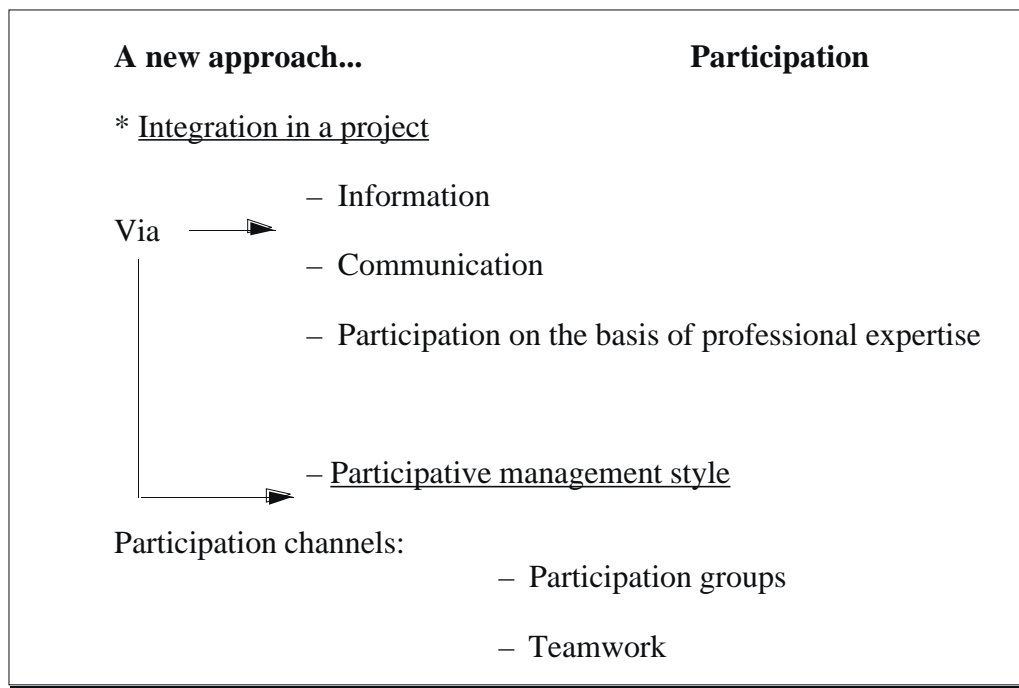 A new approach... Participation
* Integration in a project
– Information
Via
– Communication
– Participation on the basis of professional expertise
– Participative management style
Participation channels:
– Participation groups
– Teamwork